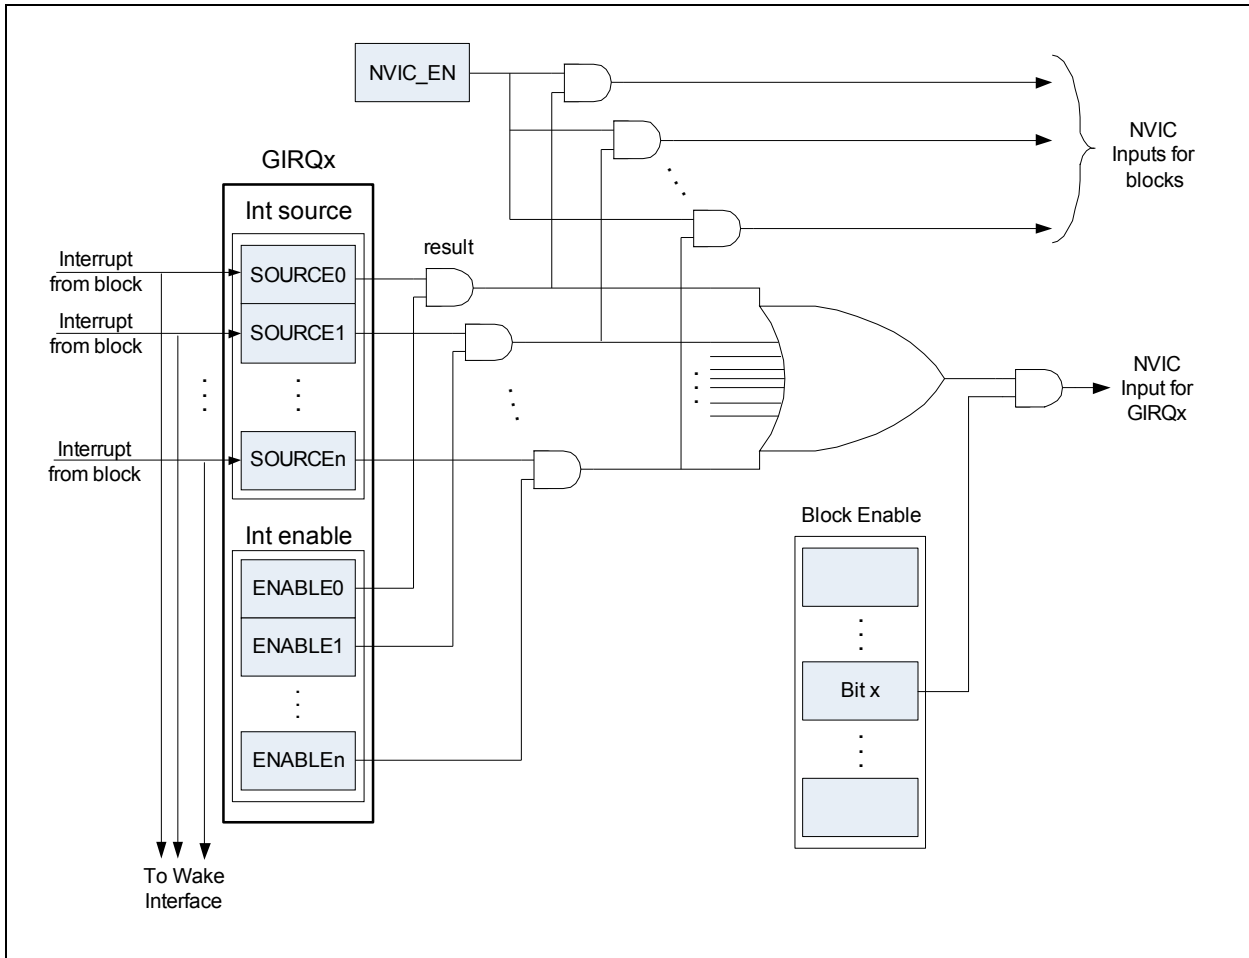 NVIC_EN
NVIC
Inputs for
blocks
GIRQx
Int source
result
Interrupt
from block
SOURCE0
Interrupt
from block
SOURCE1
NVIC
Input for
GIRQx
Interrupt
from block
SOURCEn
Int enable
Block Enable
ENABLE0
ENABLE1
Bit x
ENABLEn
To Wake
Interface